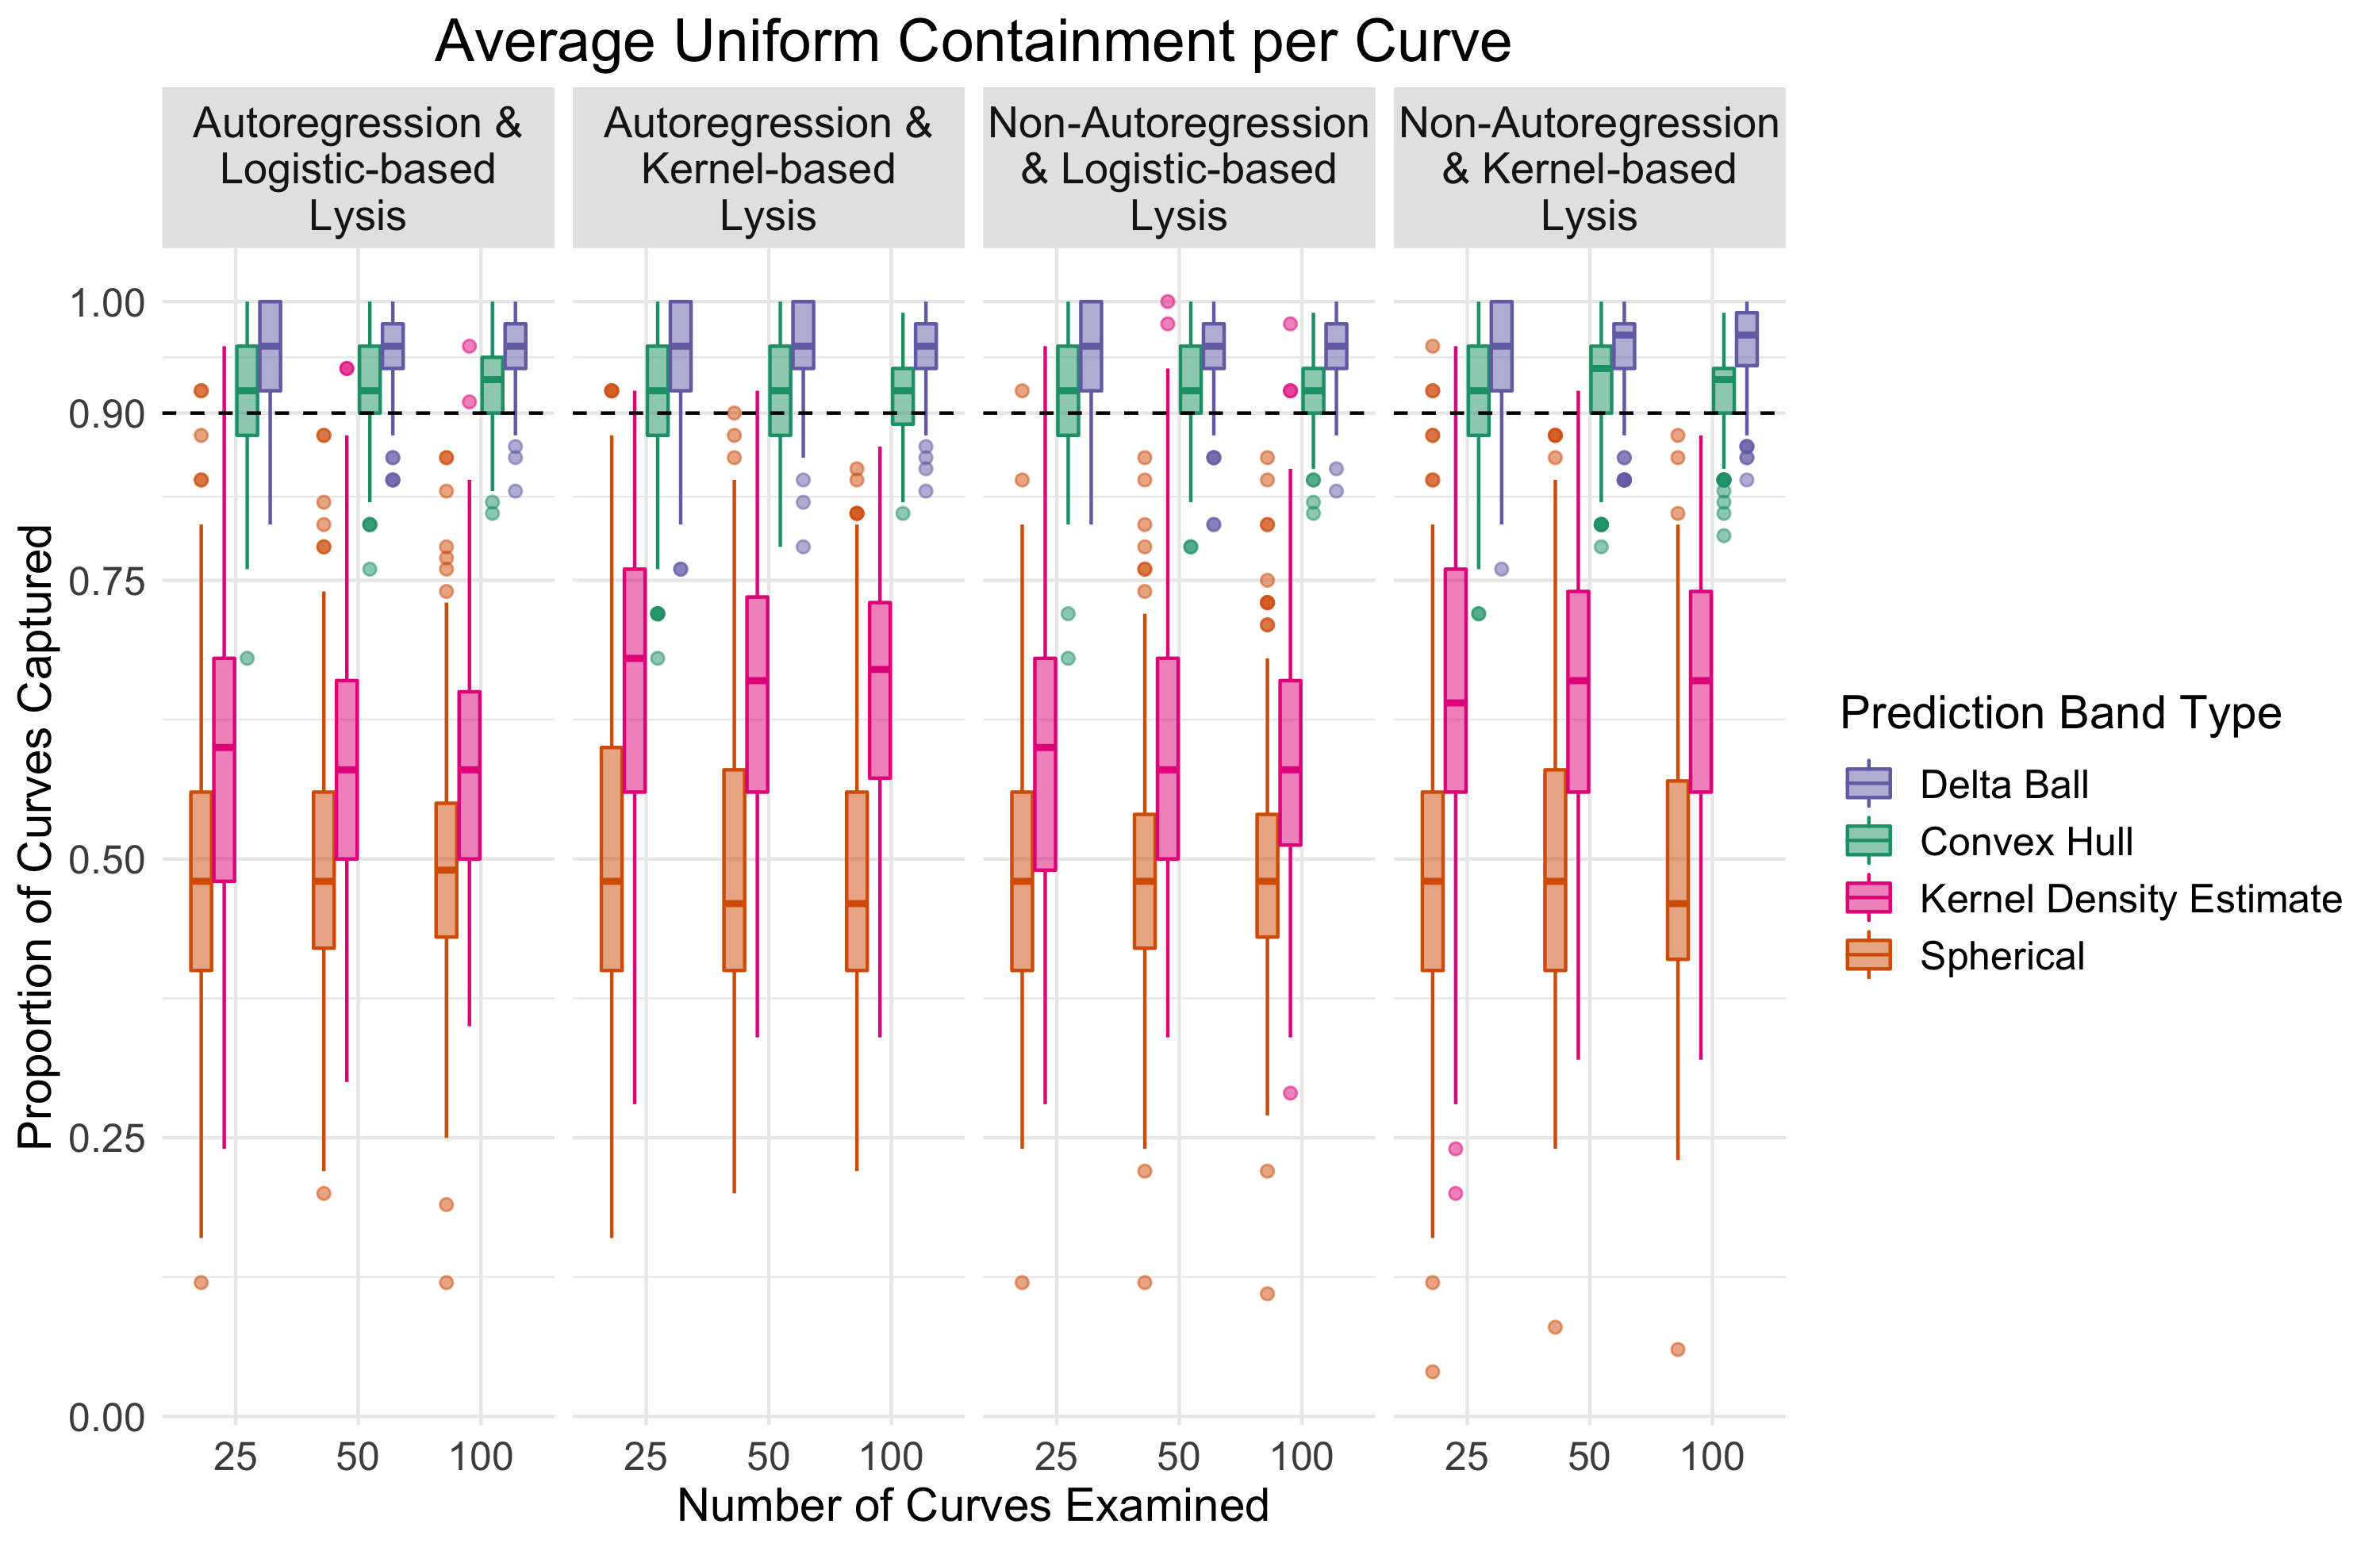 Average Uniform Containment per Curve
Autoregression &
Logistic-based
Lysis
Autoregression &
Kernel-based
Lysis
Non-Autoregression
& Logistic-based
Lysis
Non-Autoregression
& Kernel-based
Lysis
Proportion of Curves Captured
1.00
0.90
0.75
0.50
0.25
0.00
25 50 100
25 50 100
25 50 100
25 50 100
Number of Curves Examined
Prediction Band Type
Delta Ball
Convex Hull
Kernel Density Estimate
Spherical